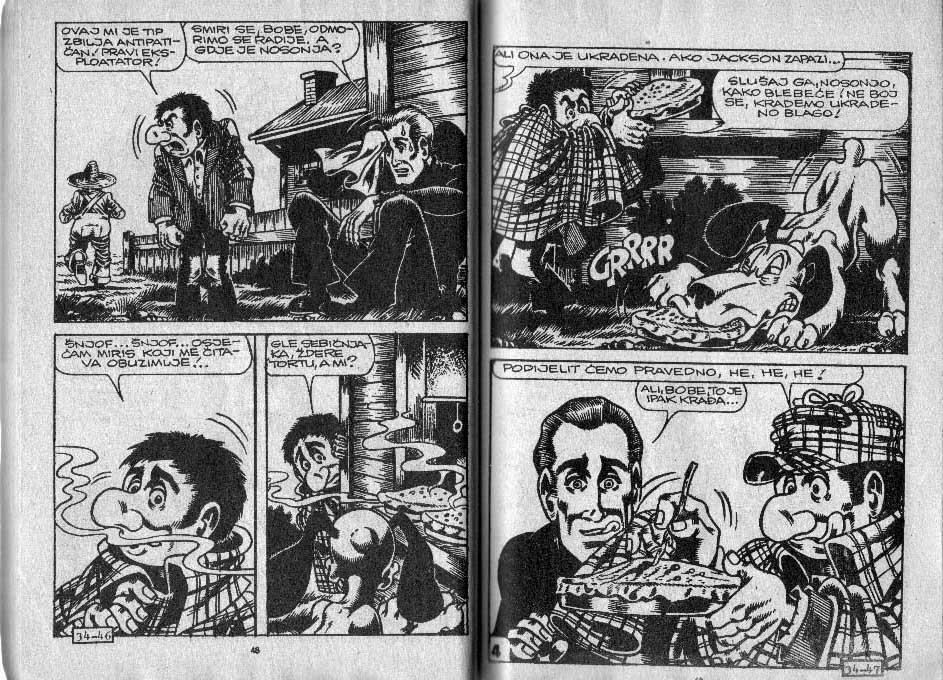 OVAJ MI JE TIP
ZBILJA ANTIPATI-
ČAN! PRAVI EKS-
PLOATATOR!
SMIRI SE, BOBE, ODMO-
RIMO SE RADIJE. A
GDJE JE NOSONJA?
ŠNJOF... ŠNJOF... OSJE-
ĆAM MIRIS KOJI ME ČITA-
VA OBUZIMLJE!...
GLE SEBIČNJA-
KA, ŽDERE
TORTU, A MI?
34-46
48
ALI ONA JE UKRADENA. AKO JACKSON ZAPAZI...
SLUŠAJ GA, NOSONJO,
KAKO BLEBEĆE! NE BOJ
SE, KRADEMO UKRADE-
NO BLAGO!
GRRRR
PODIJELIT ĆEMO PRAVEDNO, HE, HE, HE!
ALI, BOBE, TO JE
IPAK KRAĐA...
4
34-47